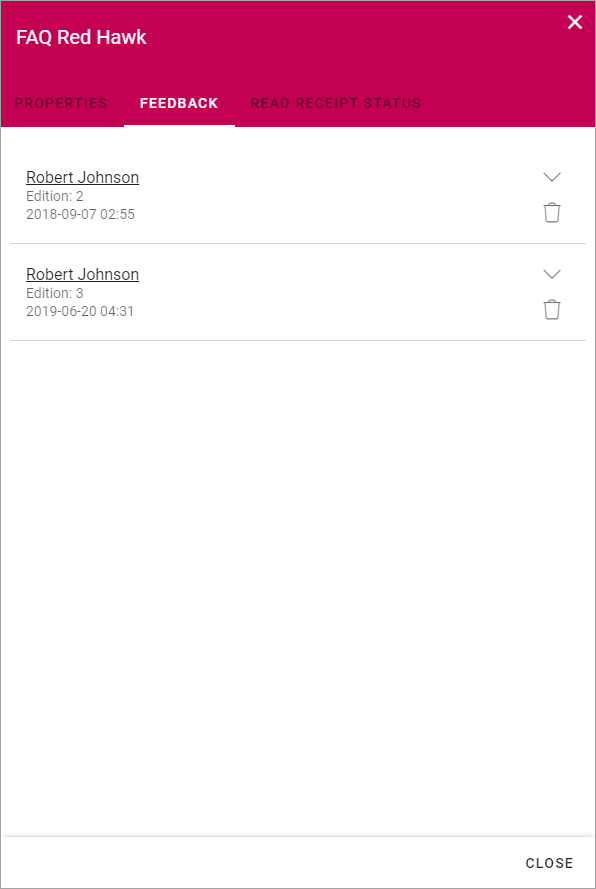 FAQ Red Hawk
PROPERTIES FEEDBACK READ RECEIPT STATUS
Robert Johnson
Edition: 2
2018-09-07 02:55
Robert Johnson
Edition: 3
2019-06-20 04:31
CLOSE